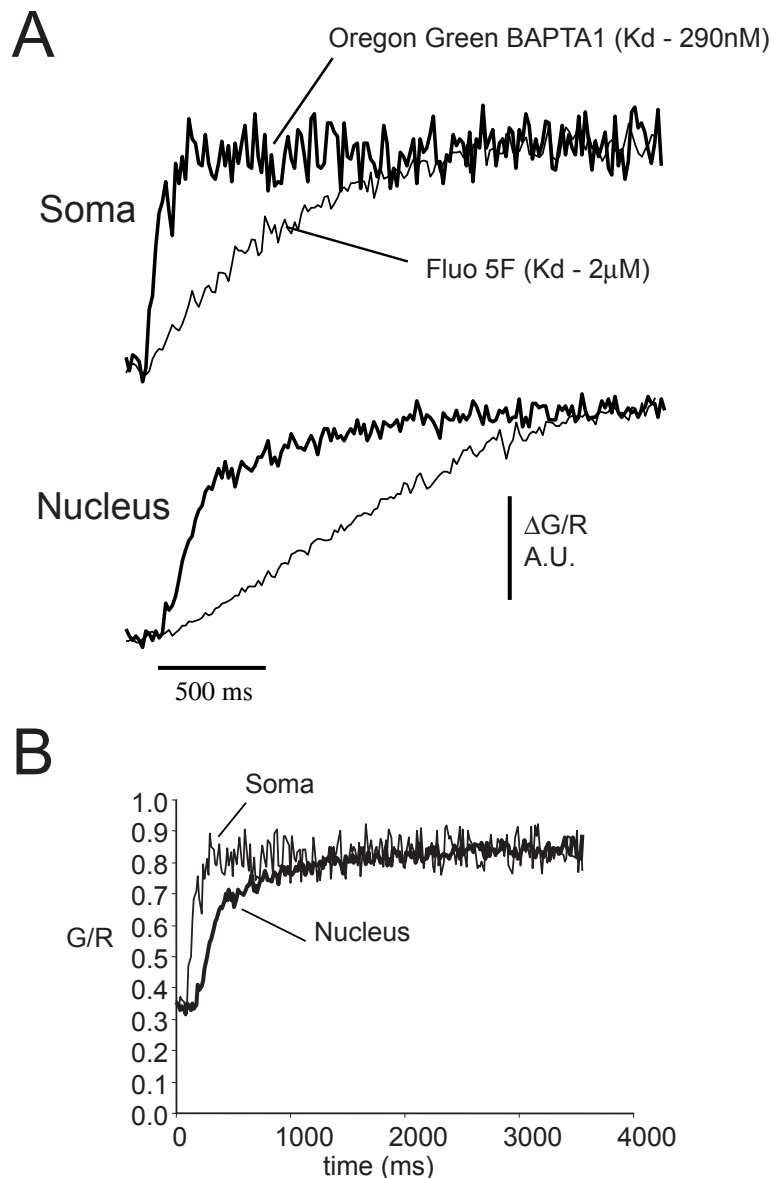 A
Oregon Green BAPTA1 (Kd - 290nM)
Soma
Fluo 5F (Kd - 2µM)
Nucleus
ΔG/R
A.U.
500 ms
B
Soma
1.0
0.9
0.8
0.7
0.6
0.5
0.4
0.3
0.2
0.1
0.0
G/R
Nucleus
0 1000 2000 3000 4000
time (ms)